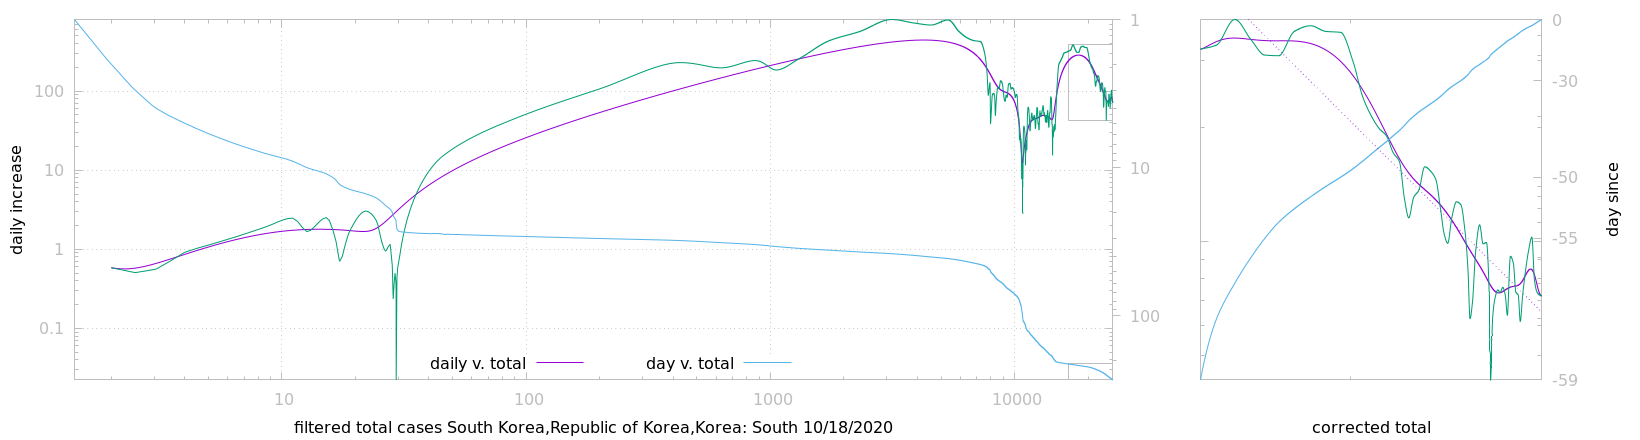 1
0
100
-30
10
10
-50
1
-55
0.1
100
-59
daily increase
day since
daily v. total
day v. total
10
100
1000
10000
filtered total cases South Korea,Republic of Korea,Korea: South 10/18/2020
corrected total